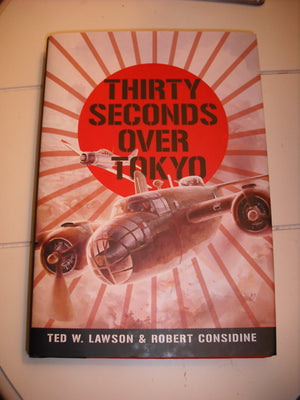 THIRTY
SECONDS
OVER
TOKYO
TED W. LAWSON & ROBERT CONSIDINE